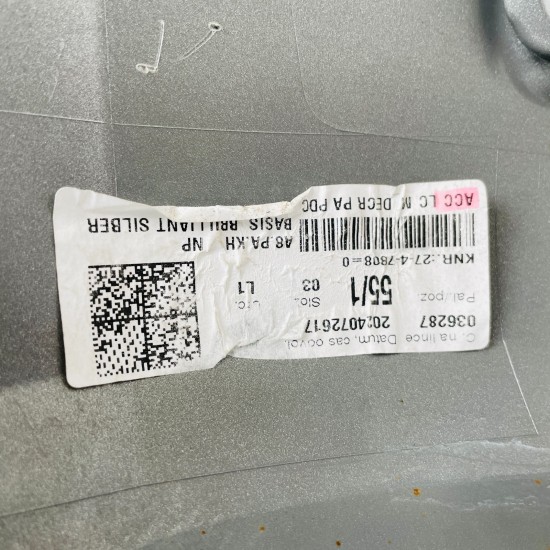 C. na lince Datum, cas odvol.
036287 2024072617
Pal./poz
55/1 03 L1
KNR.:27-4-7808=0
A8.PA.KH NP
BASIS BRILLIANT SILBER
ACC LC M DECR PA PDC